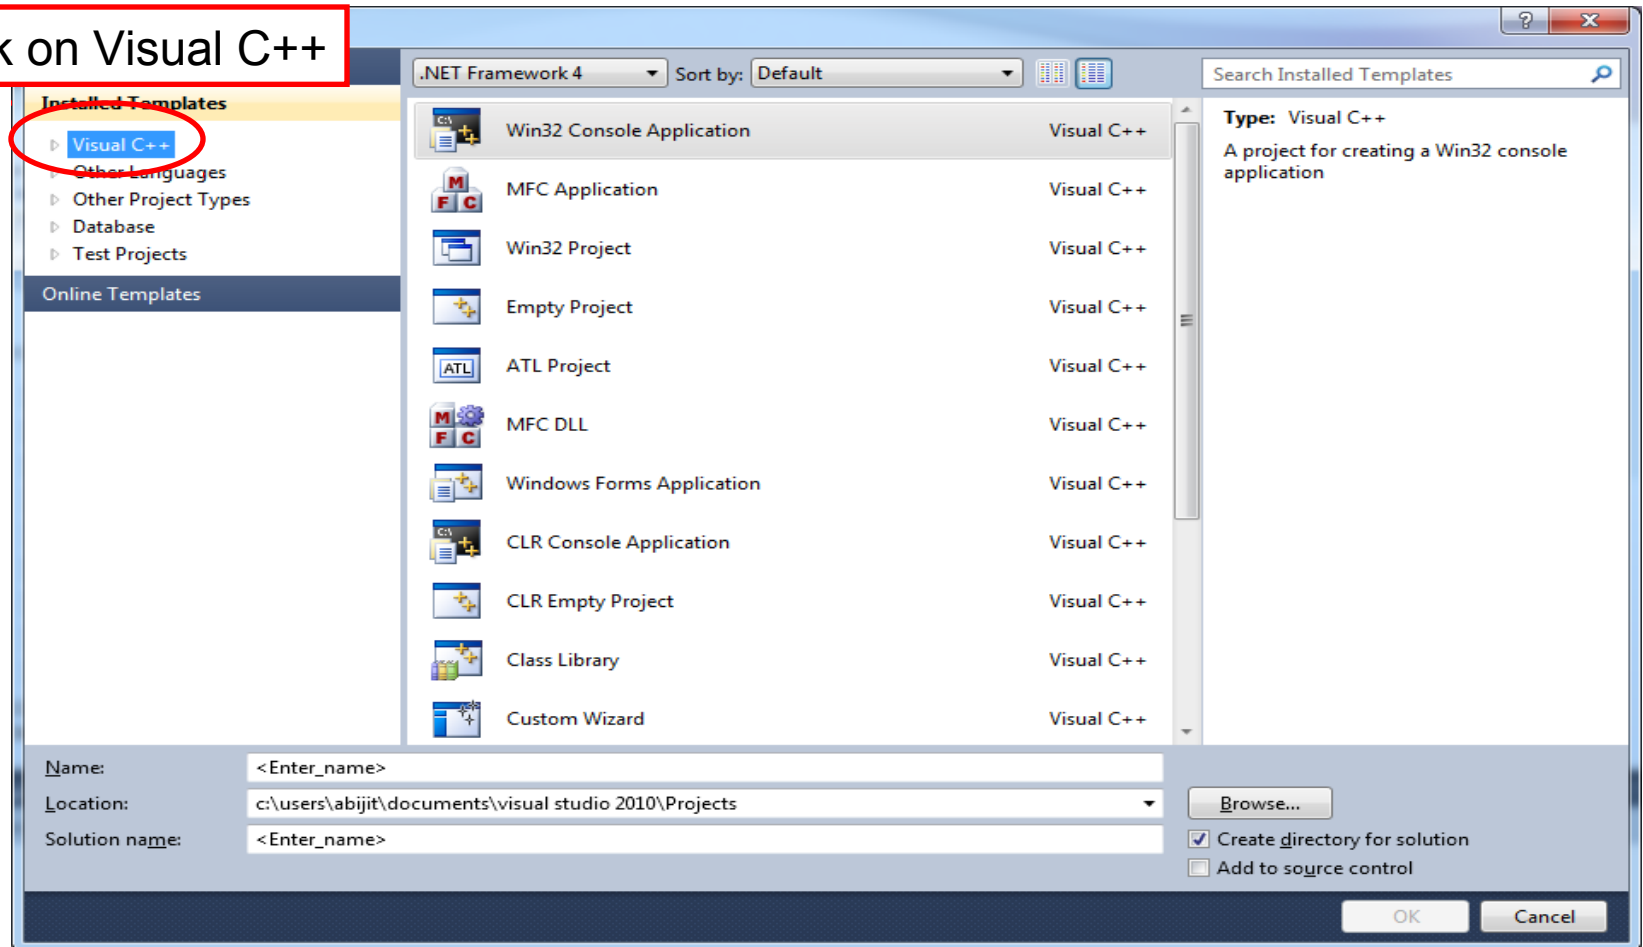 k on Visual C++
.NET Framework 4
Sort by: Default
Search Installed Templates
Installed Templates
Visual C++
Other Languages
Other Project Types
Database
Test Projects
Online Templates
Win32 Console Application Visual C++
MFC Application Visual C++
Win32 Project Visual C++
Empty Project Visual C++
ATL Project Visual C++
MFC DLL Visual C++
Windows Forms Application Visual C++
CLR Console Application Visual C++
CLR Empty Project Visual C++
Class Library Visual C++
Custom Wizard Visual C++
Type: Visual C++
A project for creating a Win32 console
application
Name: <Enter_name>
Location: c:\users\abijit\documents\visual studio 2010\Projects
Browse...
Solution name: <Enter_name>
Create directory for solution
Add to source control
OK
Cancel